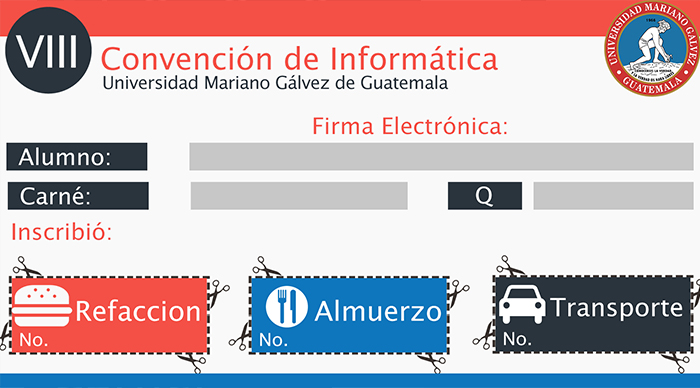 VIII
Convención de Informática
Universidad Mariano Gálvez de Guatemala
UNIVERSIDAD MARIANO GÁLVEZ
GUATEMALA
Firma Electrónica:
Alumno:
Carné:
Q
Inscribió:
Refaccion
No.
Almuerzo
No.
Transporte
No.